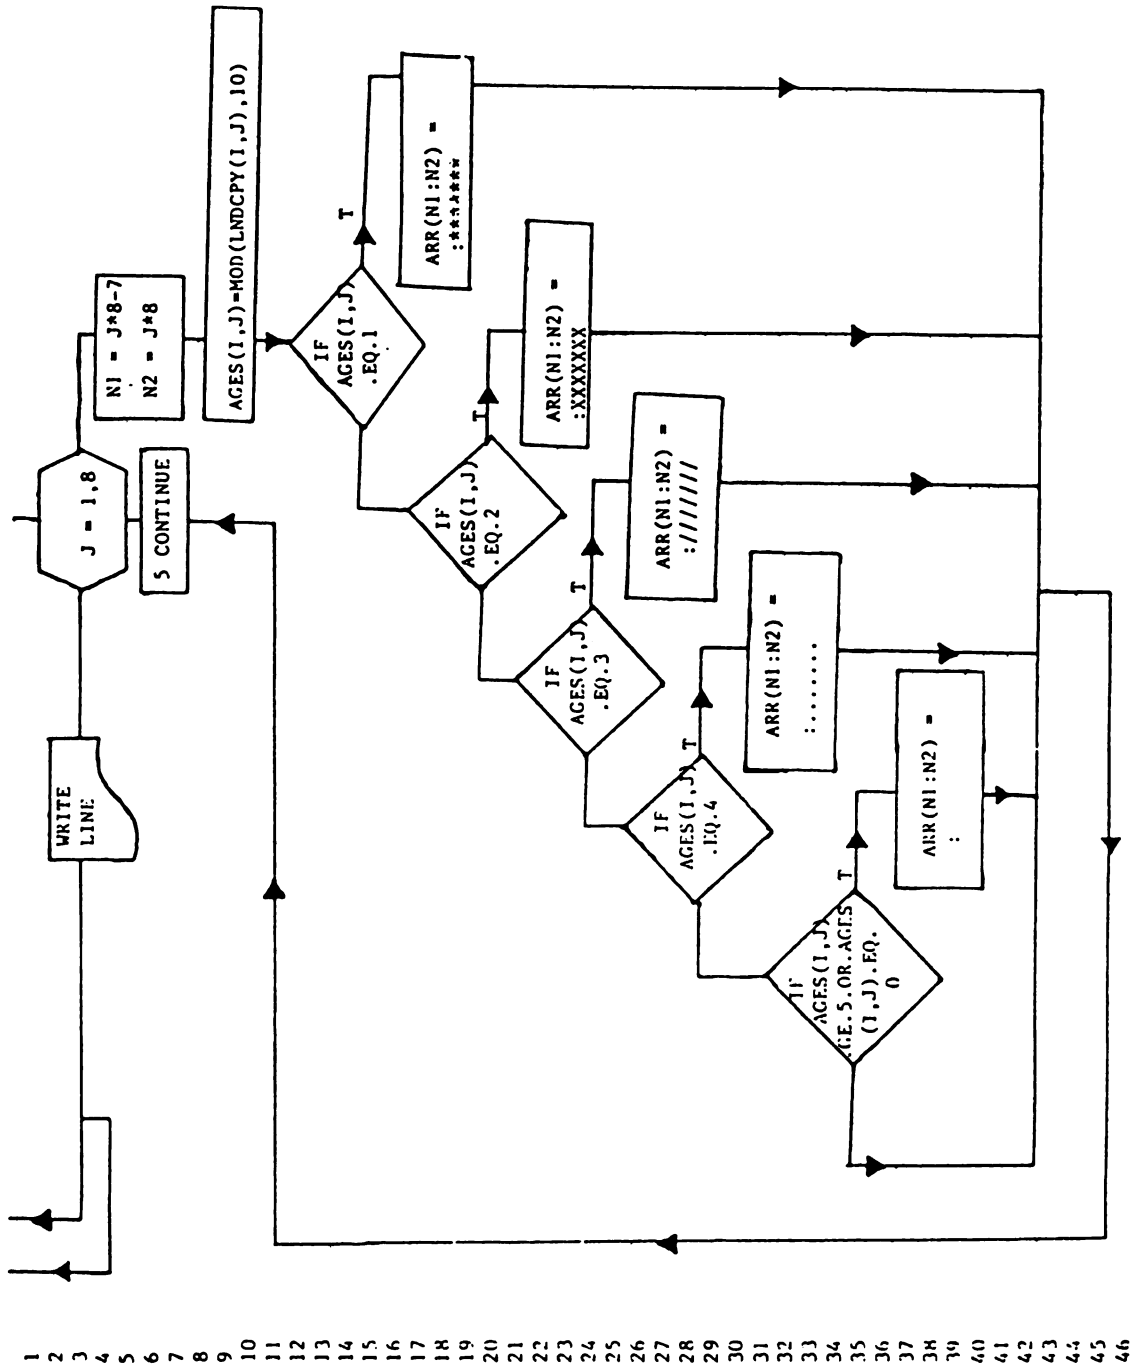 J = 1,8
5 CONTINUE
WRITE
LINE
N1 = J*8-7
N2 = J*8
AGES(I,J)=MOD(LNDCPY(I,J),10)
IF
AGES(I,J)
.EQ.1
T
ARR(N1:N2) =
:*******
IF
AGES(I,J)
.EQ.2
T
ARR(N1:N2) =
:XXXXXXX
IF
AGES(I,J)
.EQ.3
T
ARR(N1:N2) =
:///////
IF
AGES(I,J)
.EQ.4
T
ARR(N1:N2) =
:.......
IF
AGES(I,J)
.GE.5.OR.AGES
(I,J).EQ.
0
T
ARR(N1:N2) =
:
1
2
3
4
5
6
7
8
9
10
11
12
13
14
15
16
17
18
19
20
21
22
23
24
25
26
27
28
29
30
31
32
33
34
35
36
37
38
39
40
41
42
43
44
45
46